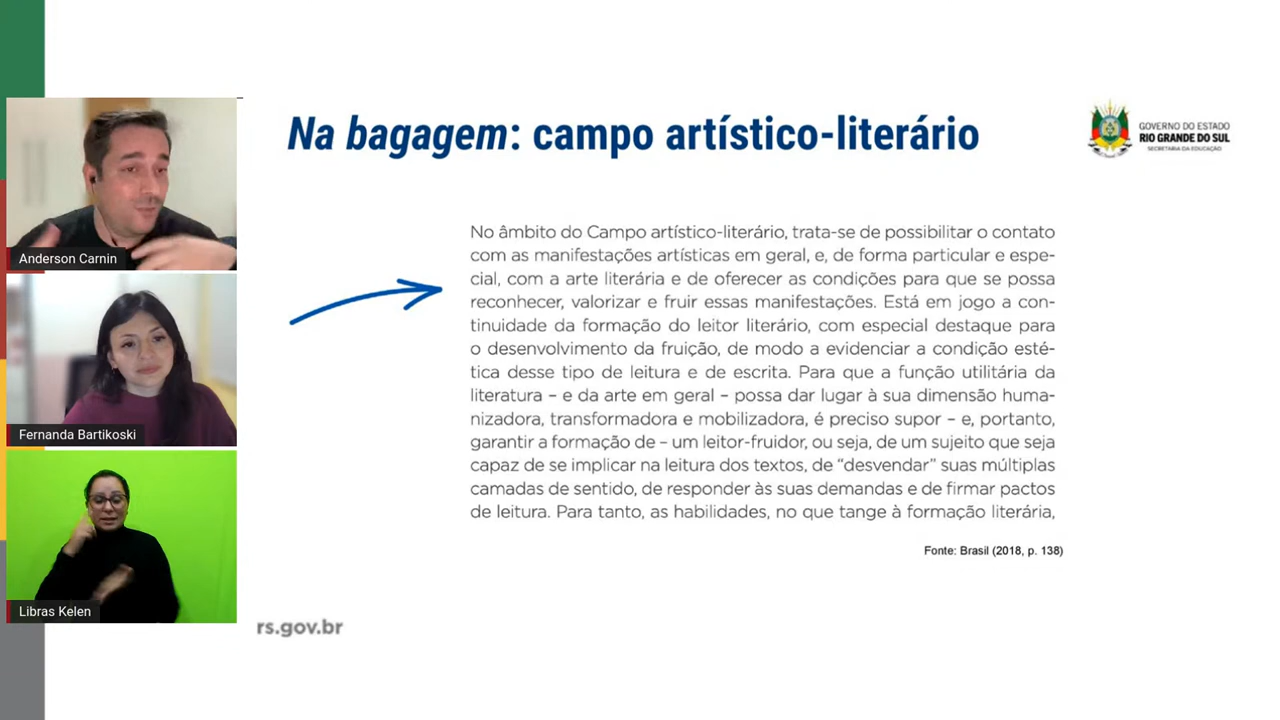 Na bagagem: campo artístico-literário
GOVERNO DO ESTADO
RIO GRANDE DO SUL
SECRETARIA DA EDUCAÇÃO
Anderson Carnin
Fernanda Bartikoski
Libras Kelen
No âmbito do Campo artístico-literário, trata-se de possibilitar o contato
com as manifestações artísticas em geral, e, de forma particular e espe-
cial, com a arte literária e de oferecer as condições para que se possa
reconhecer, valorizar e fruir essas manifestações. Está em jogo a con-
tinuidade da formação do leitor literário, com especial destaque para
o desenvolvimento da fruição, de modo a evidenciar a condição esté-
tica desse tipo de leitura e de escrita. Para que a função utilitária da
literatura – e da arte em geral – possa dar lugar à sua dimensão huma-
nizadora, transformadora e mobilizadora, é preciso supor – e, portanto,
garantir a formação de – um leitor-fruidor, ou seja, de um sujeito que seja
capaz de se implicar na leitura dos textos, de “desvendar” suas múltiplas
camadas de sentido, de responder às suas demandas e de firmar pactos
de leitura. Para tanto, as habilidades, no que tange à formação literária,
Fonte: Brasil (2018, p. 138)
rs.gov.br